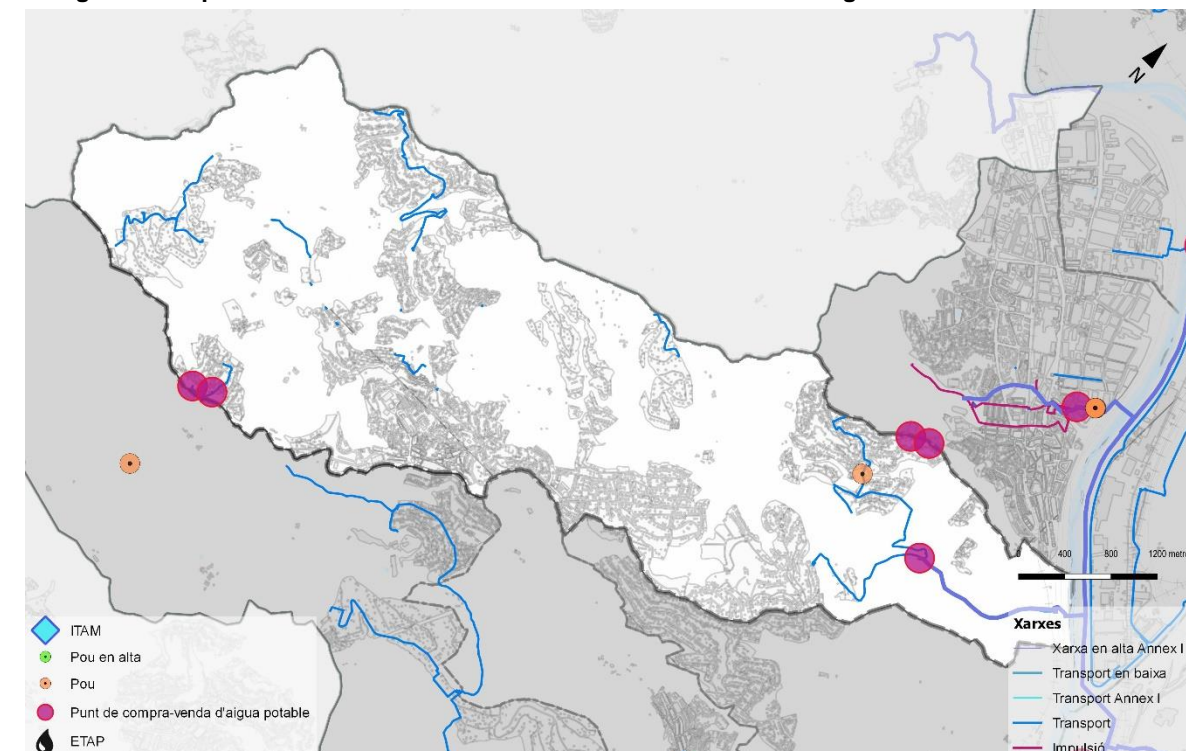 N
0 400 800 1200 metre
ITAM
Pou en alta
Pou
Punt de compra-venda d'aigua potable
ETAP
Xarxes
Xarxa en alta Annex I
Transport en baixa
Transport Annex I
Transport
Impulsió